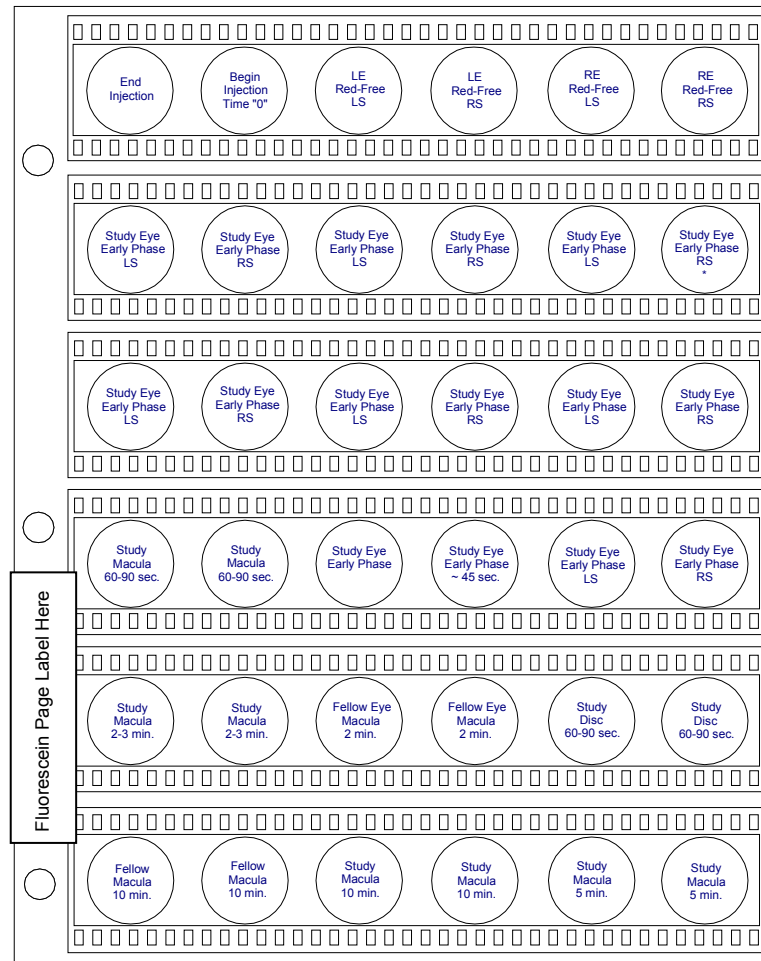 End
Injection
Begin
Injection
Time "0"
LE
Red-Free
LS
LE
Red-Free
RS
RE
Red-Free
LS
RE
Red-Free
RS
Study Eye
Early Phase
LS
Study Eye
Early Phase
RS
Study Eye
Early Phase
LS
Study Eye
Early Phase
RS
Study Eye
Early Phase
LS
Study Eye
Early Phase
RS
*
Study Eye
Early Phase
LS
Study Eye
Early Phase
RS
Study Eye
Early Phase
LS
Study Eye
Early Phase
RS
Study Eye
Early Phase
LS
Study Eye
Early Phase
RS
Study
Macula
60-90 sec.
Study
Macula
60-90 sec.
Study Eye
Early Phase
Study Eye
Early Phase
~ 45 sec.
Study Eye
Early Phase
LS
Study Eye
Early Phase
RS
Fluorescein Page Label Here
Study
Macula
2-3 min.
Study
Macula
2-3 min.
Fellow Eye
Macula
2 min.
Fellow Eye
Macula
2 min.
Study
Disc
60-90 sec.
Study
Disc
60-90 sec.
Fellow
Macula
10 min.
Fellow
Macula
10 min.
Study
Macula
10 min.
Study
Macula
10 min.
Study
Macula
5 min.
Study
Macula
5 min.